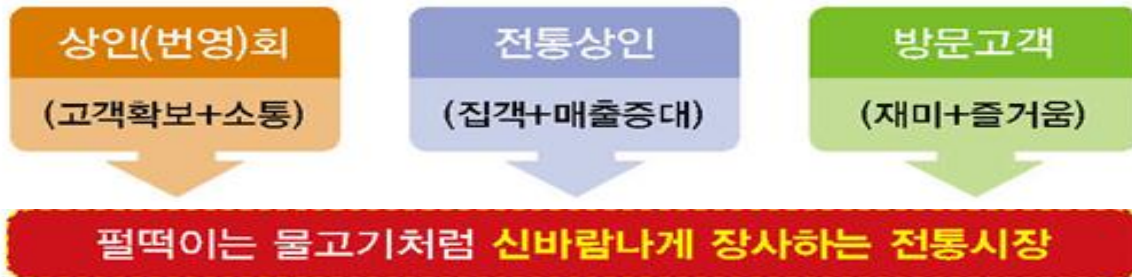 상인(번영)회
(고객확보+소통)
전통상인
(집객+매출증대)
방문고객
(재미+즐거움)
펄떡이는 물고기처럼 신바람나게 장사하는 전통시장